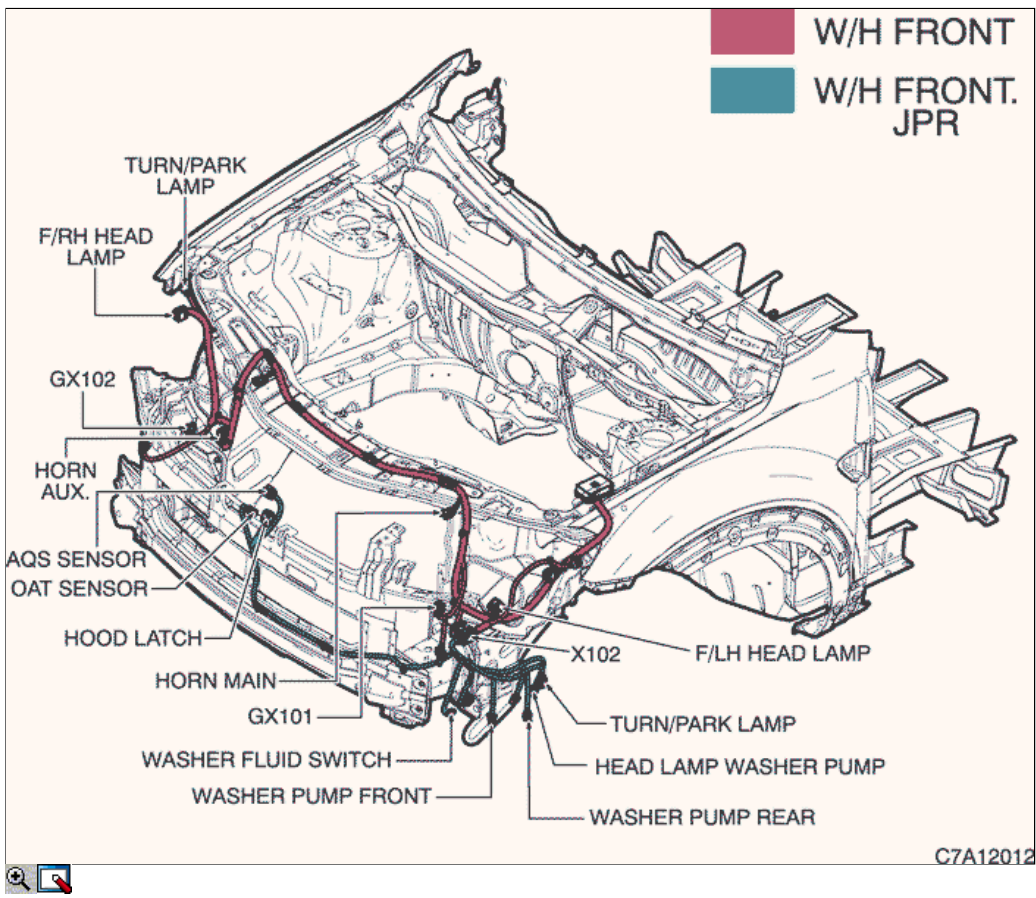 W/H FRONT
W/H FRONT.
JPR
TURN/PARK
LAMP
F/RH HEAD
LAMP
GX102
HORN
AUX.
AQS SENSOR
OAT SENSOR
HOOD LATCH
HORN MAIN
GX101
WASHER FLUID SWITCH
WASHER PUMP FRONT
X102
F/LH HEAD LAMP
TURN/PARK LAMP
HEAD LAMP WASHER PUMP
WASHER PUMP REAR
C7A12012